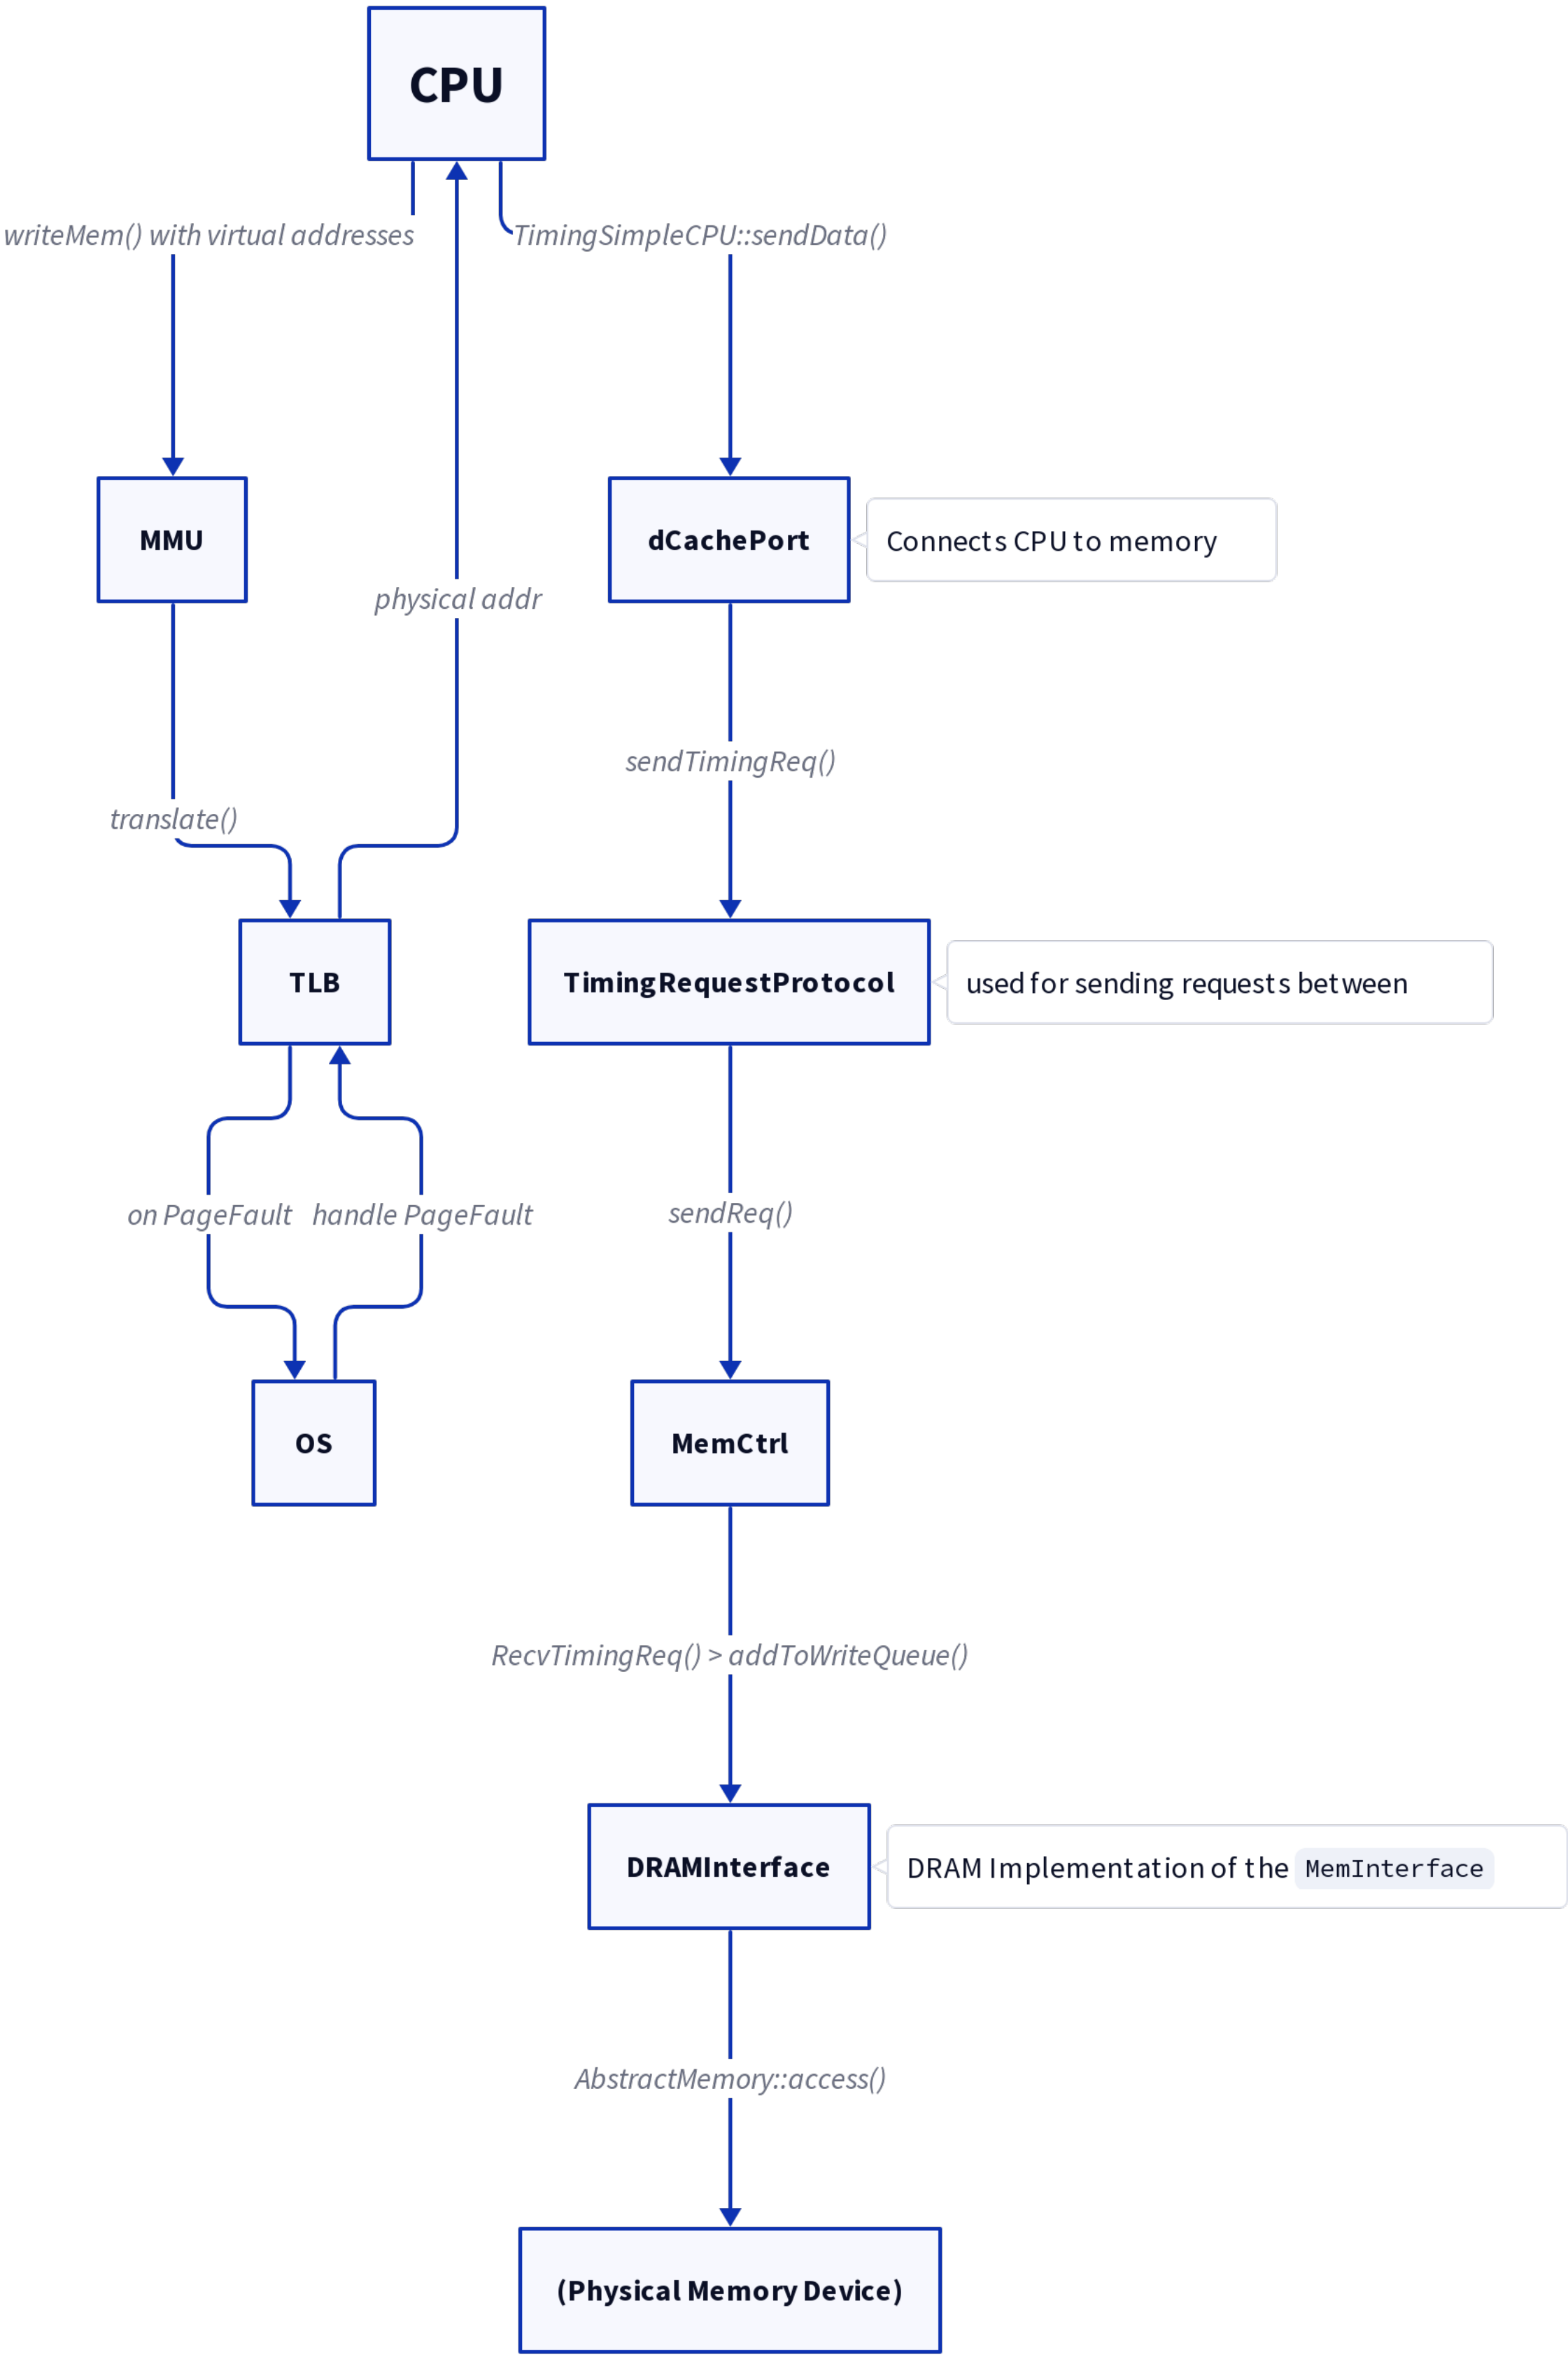 CPU
writeMem() with virtual addresses
TimingSimpleCPU::sendData()
MMU
dCachePort
Connects CPU to memory
physical addr
sendTimingReq()
translate()
TLB
TimingRequestProtocol
used for sending requests between
on PageFault
handle PageFault
sendReq()
OS
MemCtrl
RecvTimingReq() > addToWriteQueue()
DRAMInterface
DRAM Implementation of the MemInterface
AbstractMemory::access()
(Physical Memory Device)